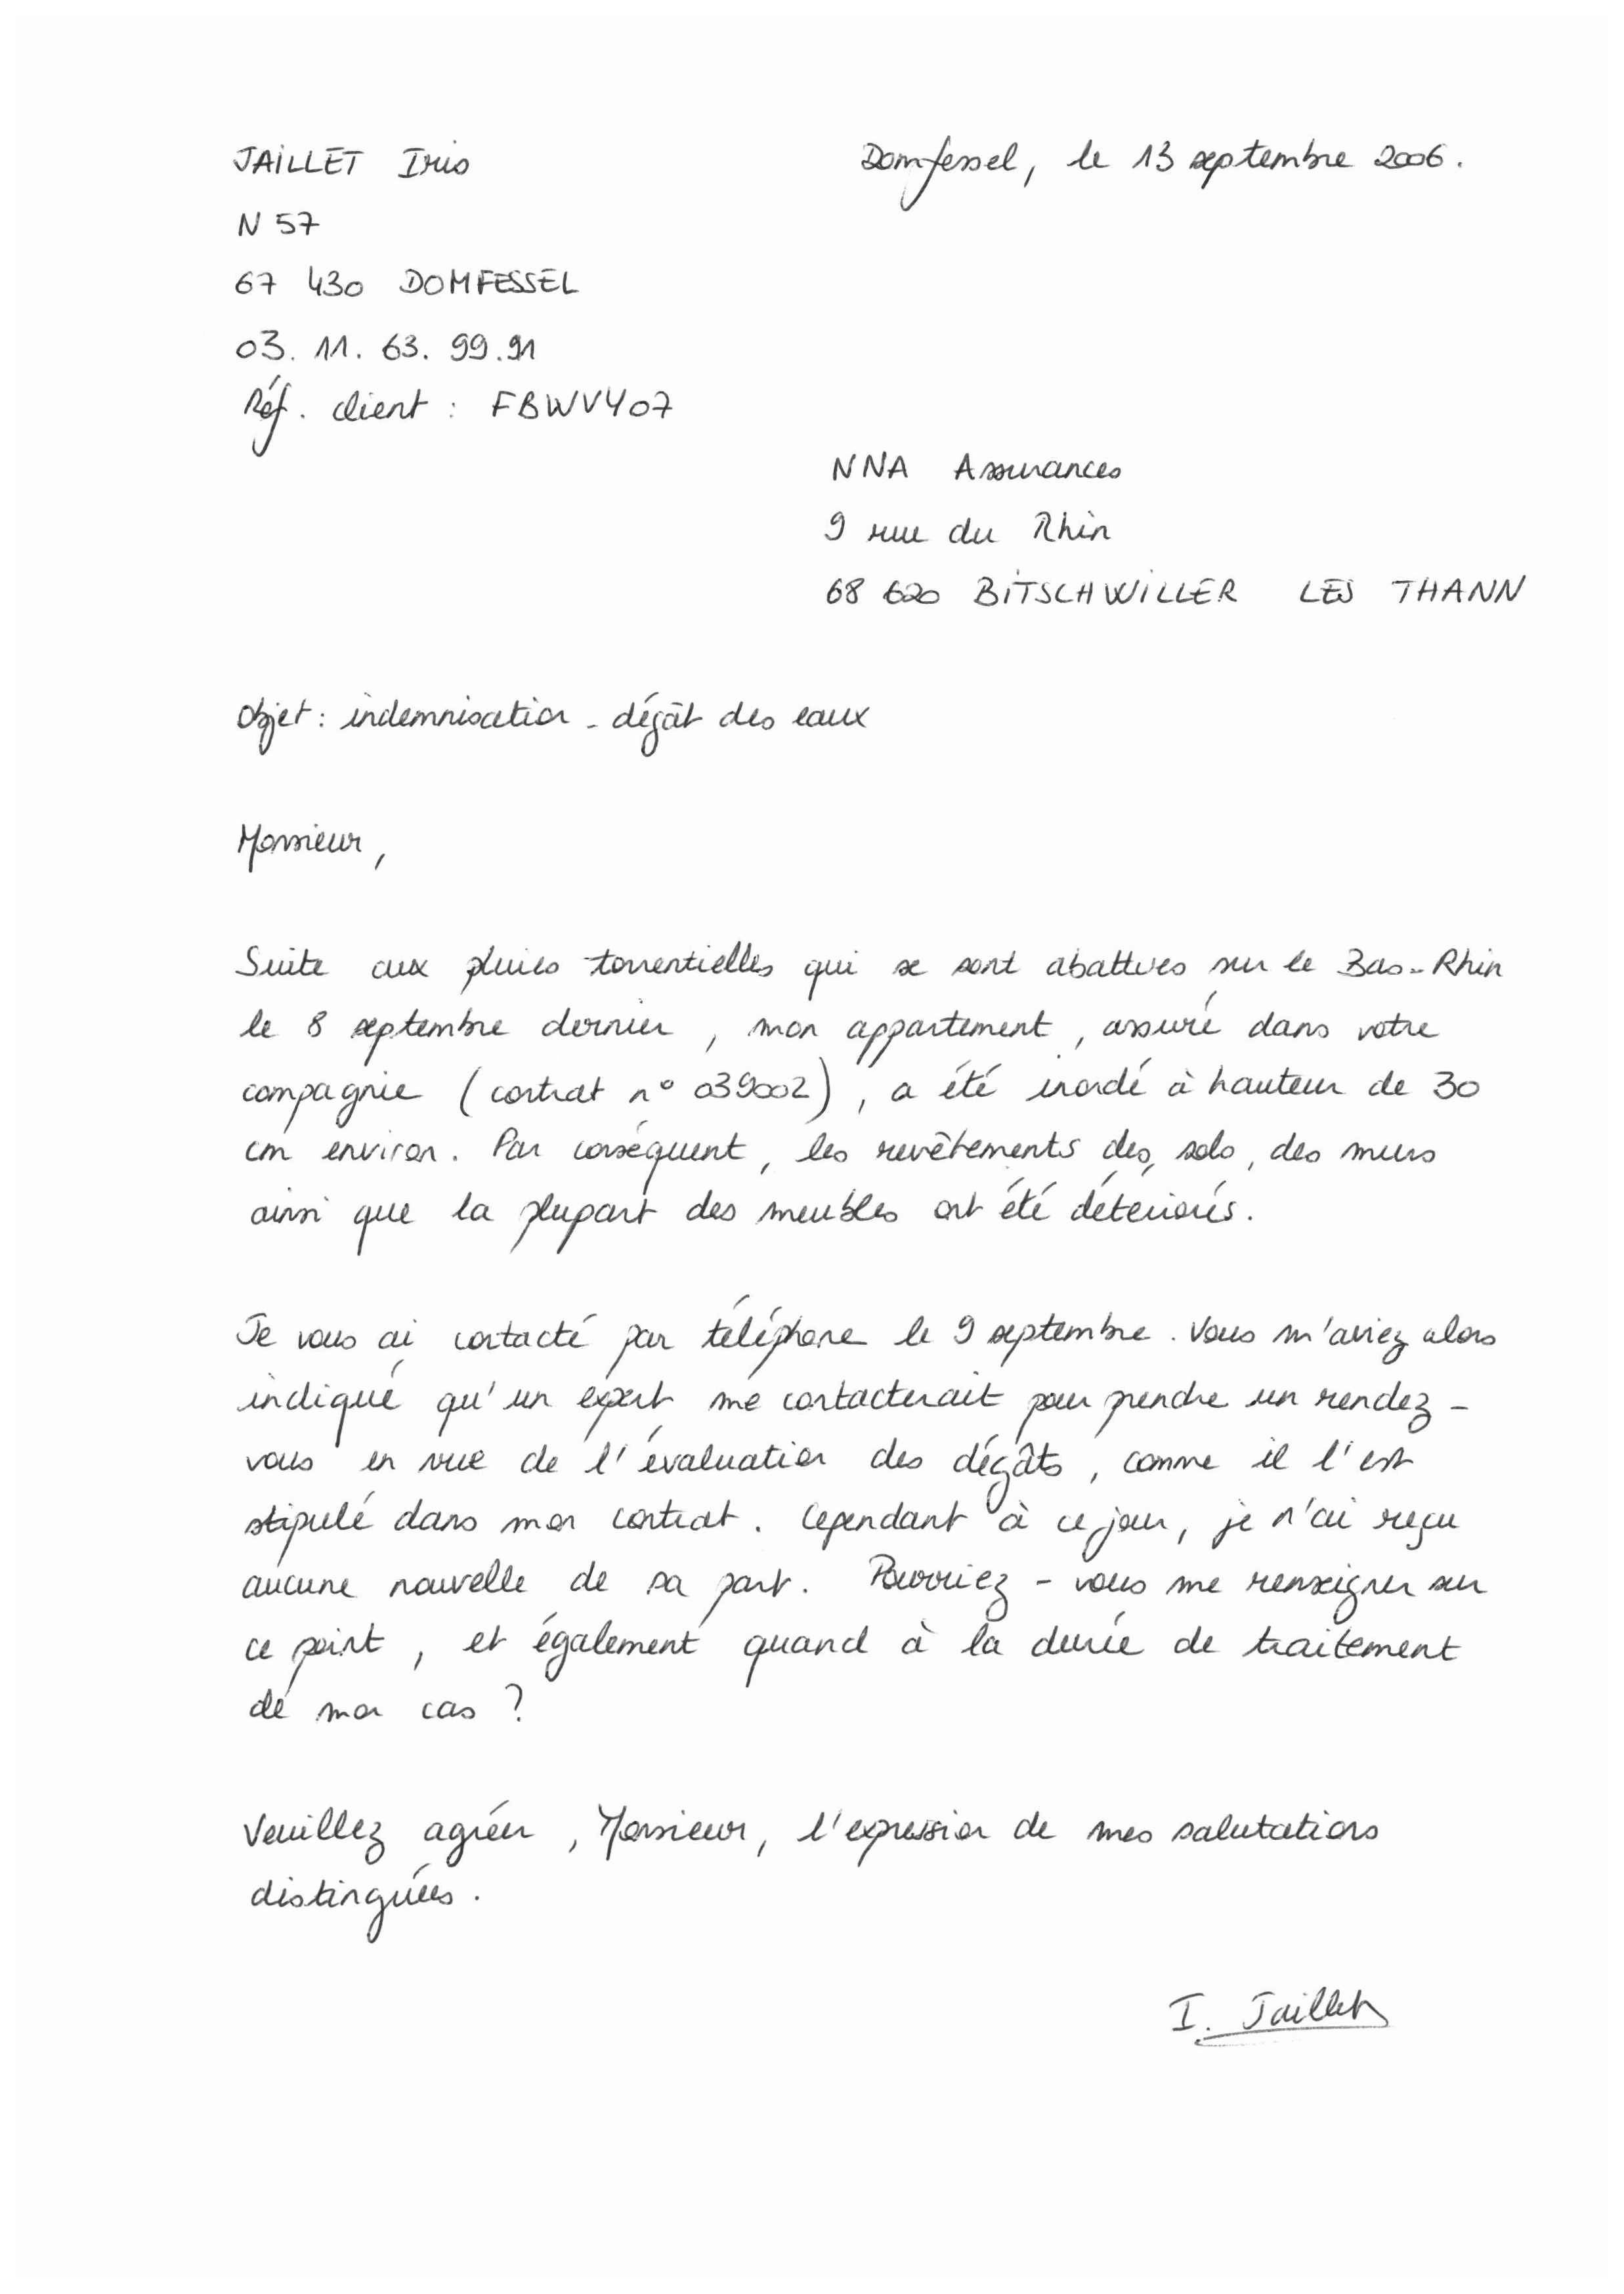 JAILLET Iris
Domfessel, le 13 septembre 2006.
N 57
67 430 DOMFESSEL
03. 11. 63. 99. 91
Réf. client : FBWVY07
NNA Assurances
9 rue du Rhin
68 620 BITSCHWILLER LES THANN
Objet : indemnisation - dégât des eaux
Monsieur,
Suite aux pluies torrentielles qui se sont abattues sur le Bas-Rhin
le 8 septembre dernier, mon appartement, assuré dans votre
compagnie (contrat n° 039002), a été inondé à hauteur de 30
cm environ. Par conséquent, les revêtements des sols, des murs
ainsi que la plupart des meubles ont été détériorés.
Je vous ai contacté par téléphone le 9 septembre. Vous m'aviez alors
indiqué qu'un expert me contacterait pour prendre un rendez-
vous en vue de l'évaluation des dégâts, comme il l'est
stipulé dans mon contrat. Cependant à ce jour, je n'ai reçu
aucune nouvelle de sa part. Pourriez-vous me renseigner sur
ce point, et également quand à la durée de traitement
de mon cas ?
Veuillez agréer, Monsieur, l'expression de mes salutations
distinguées.
I. Jaillet